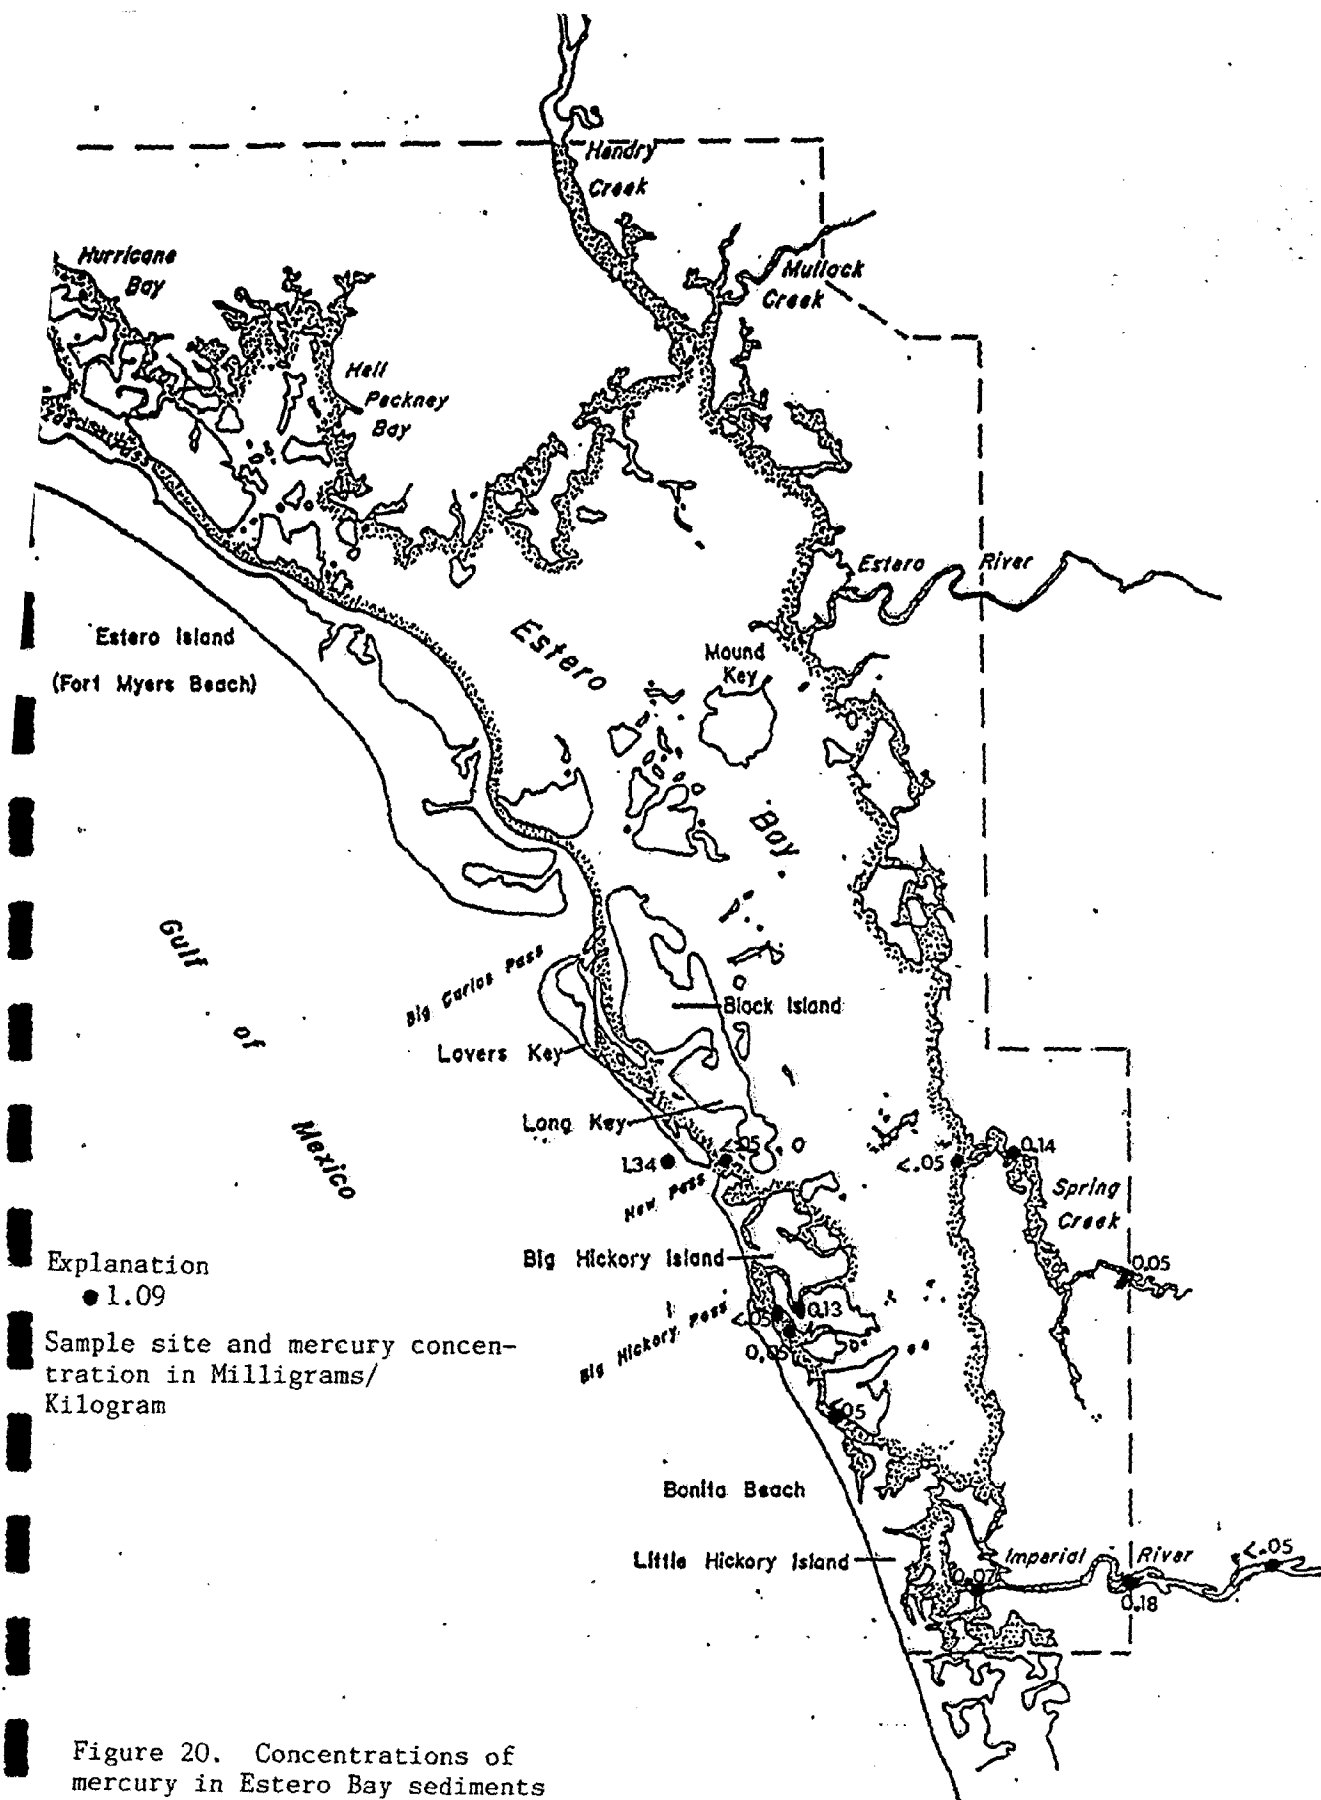 Hendry
Creek
Hurricane
Bay
Mullock
Creek
Hell
Peckney
Bay
Estero River
Estero Island
(Fort Myers Beach)
Estero
Bay
Mound
Key
Gulf
of
Mexico
Big Carlos Pass
Black Island
Lovers Key
Long Key
<.05
1.34
New Pass
<.05
0.14
Spring
Creek
0.05
Big Hickory Island
Big Hickory Pass
<.05
0.13
0.05
<.05
Explanation
● 1.09
Sample site and mercury concen-
tration in Milligrams/
Kilogram
Bonita Beach
Little Hickory Island
Imperial River
<.05
0.07
0.18
Figure 20. Concentrations of
mercury in Estero Bay sediments